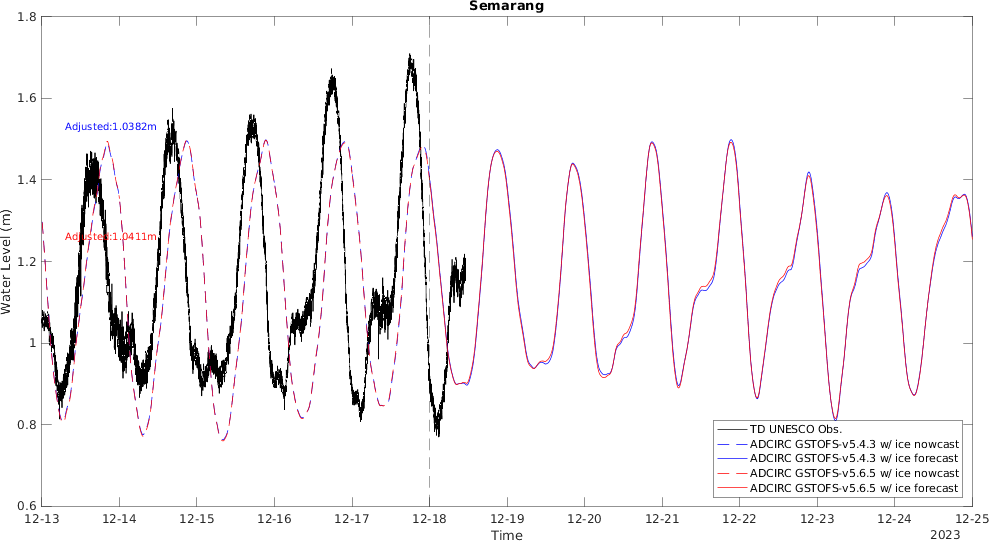 Semarang
1.8
1.6
1.4
1.2
1
0.8
0.6
Water Level (m)
Adjusted:1.0382m
Adjusted:1.0411m
TD UNESCO Obs.
ADCIRC GSTOFS-v5.4.3 w/ ice nowcast
ADCIRC GSTOFS-v5.4.3 w/ ice forecast
ADCIRC GSTOFS-v5.6.5 w/ ice nowcast
ADCIRC GSTOFS-v5.6.5 w/ ice forecast
12-13 12-14 12-15 12-16 12-17 12-18 12-19 12-20 12-21 12-22 12-23 12-24 12-25
Time
2023